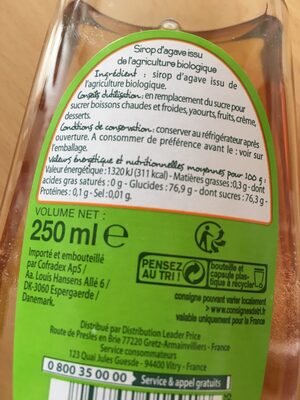 Sirop d'agave issu
de l'agriculture biologique
Ingrédient : sirop d'agave issu de
l'agriculture biologique.
Conseils d'utilisation : en remplacement du sucre pour
sucrer boissons chaudes et froides, yaourts, fruits, crème,
desserts.
Conditions de conservation : conserver au réfrigérateur après
ouverture. A consommer de préférence avant le : voir sur
l'emballage.
Valeurs énergétique et nutritionnelles moyennes pour 100 g :
Valeur énergétique : 1320 kJ (311 kcal) - Matières grasses : 0,3 g - dont
acides gras saturés : 0 g - Glucides : 76,9 g - dont sucres : 76,3 g -
Protéines : 0,1 g - Sel : 0,01 g.
VOLUME NET :
250 ml e
Importé et embouteillé
par Cofradex ApS /
Aa. Louis Hansens Allé 6 /
DK-3060 Espergaerde /
Danemark.
PENSEZ
AU TRI !
bouteille et
capsule plas-
tique à recycler
consigne pouvant varier localement
> www.consignesdetri.fr
valable uniquement pour la France
Distribué par Distribution Leader Price
Route de Presles en Brie 77220 Gretz-Armainvilliers - France
Service consommateurs
123 Quai Jules Guesde - 94400 Vitry - France
0 800 35 00 00 Service & appel gratuits